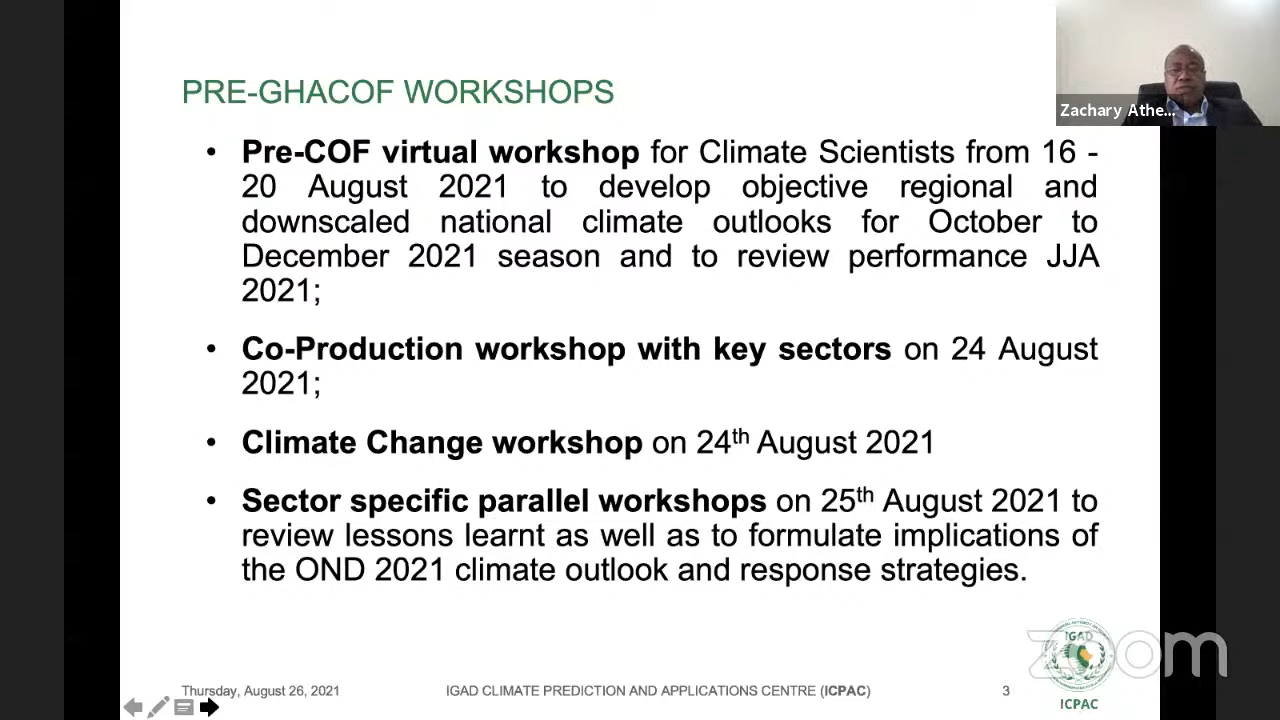 PRE-GHACOF WORKSHOPS
Zachary Athe...
• Pre-COF virtual workshop for Climate Scientists from 16 -
20 August 2021 to develop objective regional and
downscaled national climate outlooks for October to
December 2021 season and to review performance JJA
2021;
• Co-Production workshop with key sectors on 24 August
2021;
• Climate Change workshop on 24th August 2021
• Sector specific parallel workshops on 25th August 2021 to
review lessons learnt as well as to formulate implications of
the OND 2021 climate outlook and response strategies.
zoom
IGAD
Thursday, August 26, 2021
IGAD CLIMATE PREDICTION AND APPLICATIONS CENTRE (ICPAC)
3
ICPAC